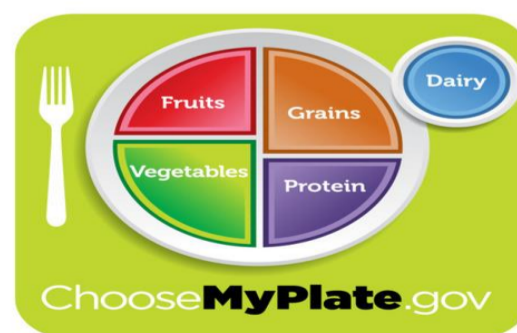 Dairy
Fruits
Grains
Vegetables
Protein
ChooseMyPlate.gov